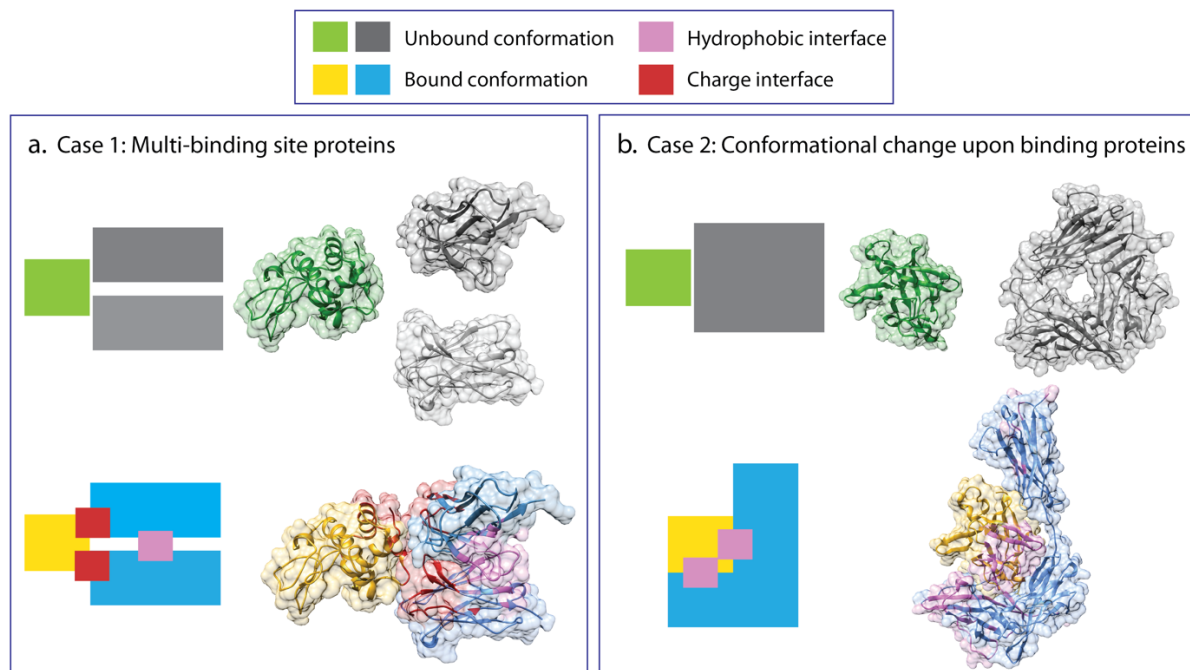 Unbound conformation
Hydrophobic interface
Bound conformation
Charge interface
a. Case 1: Multi-binding site proteins
b. Case 2: Conformational change upon binding proteins